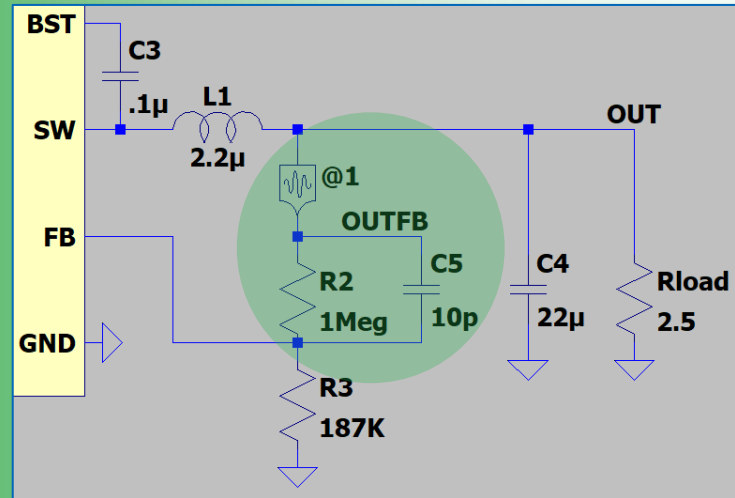 BST
C3
.1µ
L1
SW
2.2µ
OUT
@1
OUTFB
FB
R2
C5
C4
Rload
1Meg
10p
22µ
2.5
GND
R3
187K